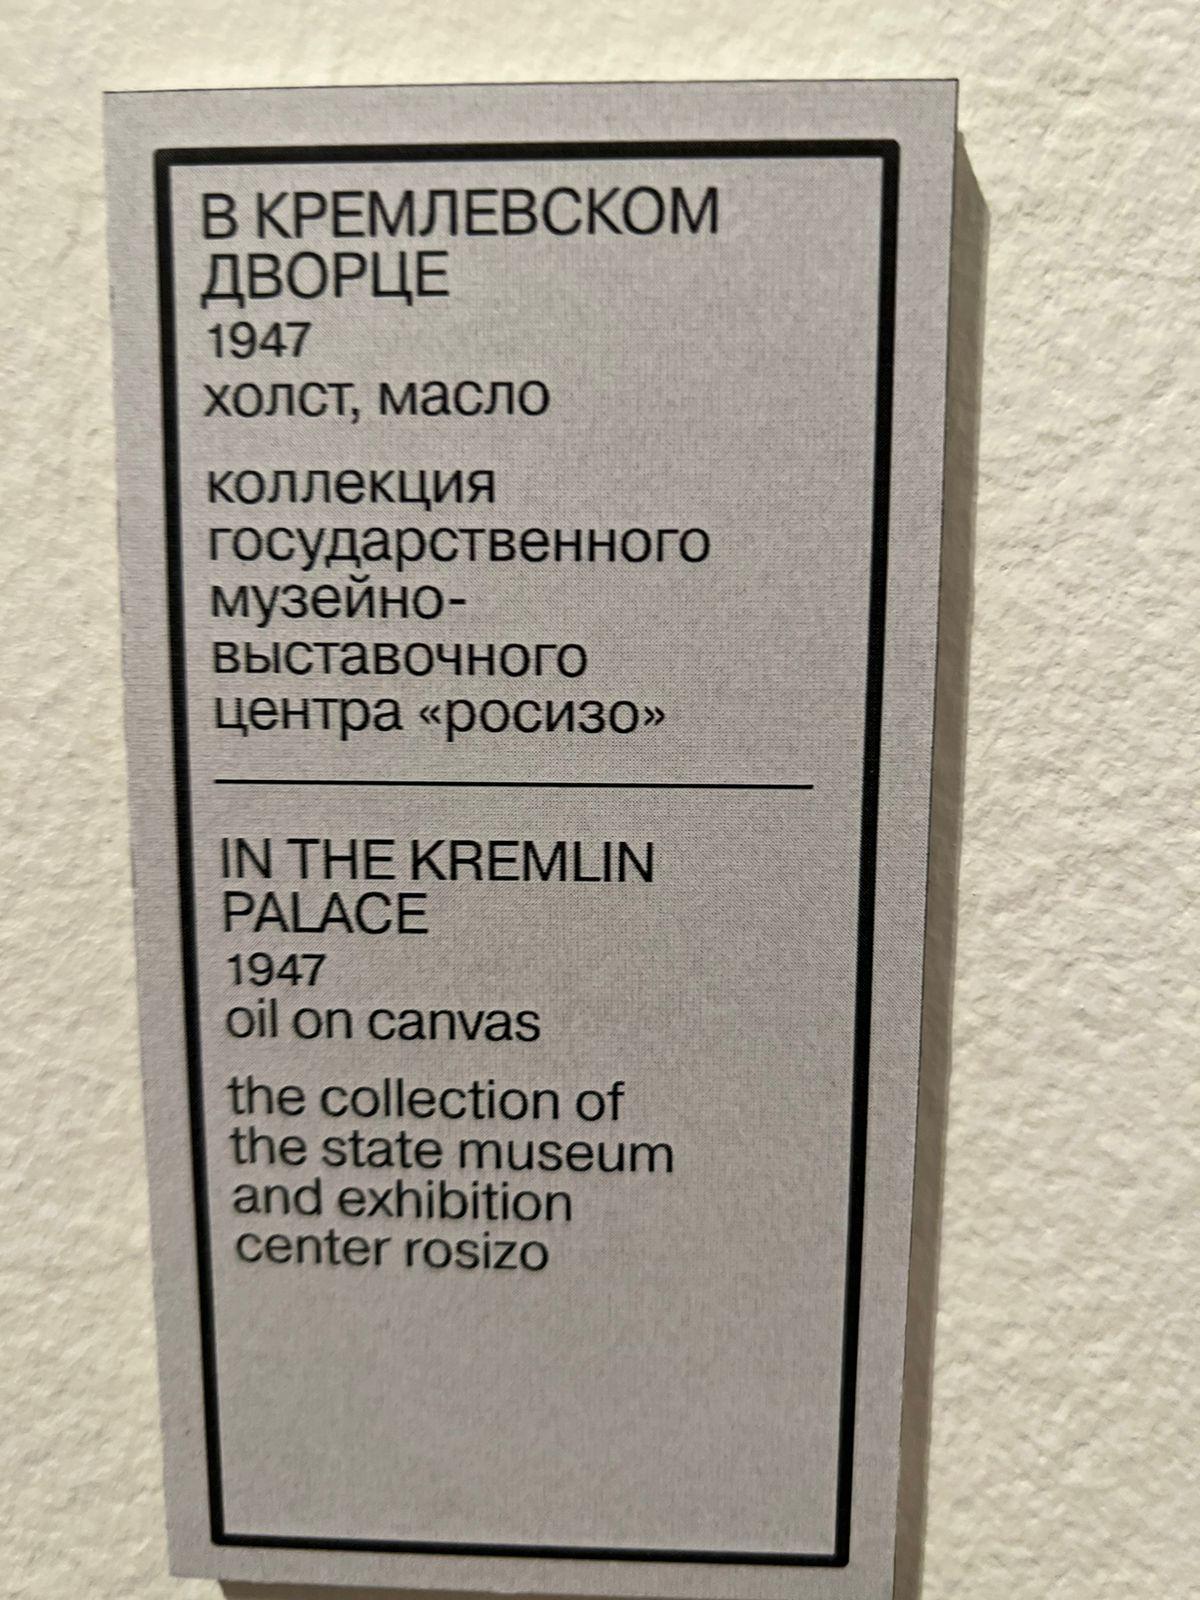 В КРЕМЛЕВСКОМ
ДВОРЦЕ
1947
холст, масло
коллекция
государственного
музейно-
выставочного
центра «росизо»
IN THE KREMLIN
PALACE
1947
oil on canvas
the collection of
the state museum
and exhibition
center rosizo